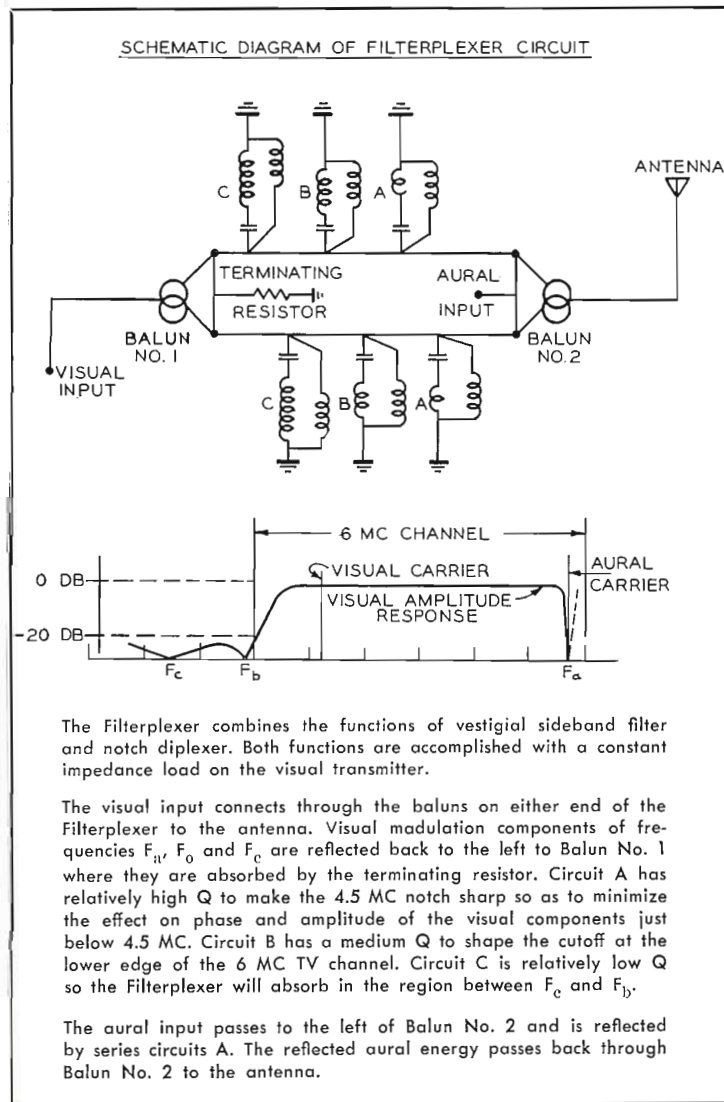 SCHEMATIC DIAGRAM OF FILTERPLEXER CIRCUIT
ANTENNA
C
B
A
TERMINATING
RESISTOR
AURAL
INPUT
BALUN
NO. 1
BALUN
NO. 2
VISUAL
INPUT
C
B
A
6 MC CHANNEL
0 DB
VISUAL CARRIER
AURAL
CARRIER
VISUAL AMPLITUDE
RESPONSE
-20 DB
Fc
Fb
Fa
The Filterplexer combines the functions of vestigial sideband filter
and notch diplexer. Both functions are accomplished with a constant
impedance load on the visual transmitter.
The visual input connects through the baluns on either end of the
Filterplexer to the antenna. Visual madulation components of fre-
quencies Fa, Fo and Fc are reflected back to the left to Balun No. 1
where they are absorbed by the terminating resistor. Circuit A has
relatively high Q to make the 4.5 MC notch sharp so as to minimize
the effect on phase and amplitude of the visual components just
below 4.5 MC. Circuit B has a medium Q to shape the cutoff at the
lower edge of the 6 MC TV channel. Circuit C is relatively low Q
so the Filterplexer will absorb in the region between Fc and Fb.
The aural input passes to the left of Balun No. 2 and is reflected
by series circuits A. The reflected aural energy passes back through
Balun No. 2 to the antenna.